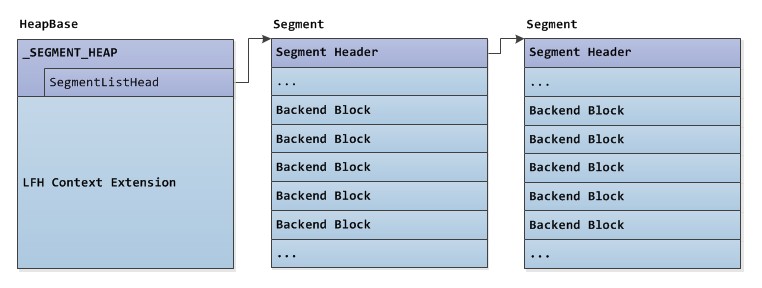 HeapBase
_SEGMENT_HEAP
SegmentListHead
LFH Context Extension
Segment
Segment Header
...
Backend Block
Backend Block
Backend Block
Backend Block
Backend Block
...
Segment
Segment Header
...
Backend Block
Backend Block
Backend Block
Backend Block
Backend Block
...